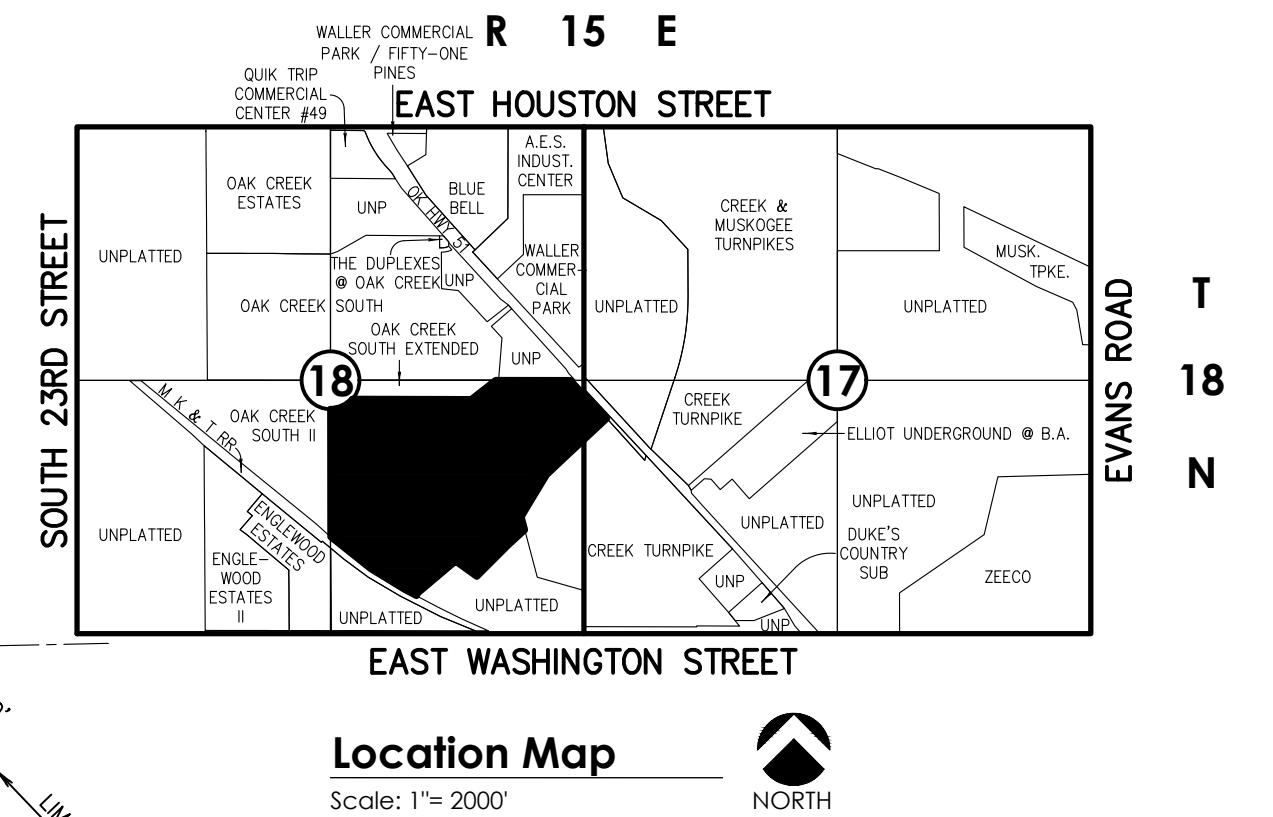 R 15 E
WALLER COMMERCIAL
PARK / FIFTY-ONE
PINES
QUIK TRIP
COMMERCIAL
CENTER #49
EAST HOUSTON STREET
A.E.S.
INDUST.
CENTER
OAK CREEK
ESTATES
UNP
BLUE
BELL
OK HWY 51
CREEK &
MUSKOGEE
TURNPIKES
MUSK.
TPKE.
UNPLATTED
THE DUPLEXES
@ OAK CREEK
UNP
WALLER
COMMER-
CIAL
PARK
UNPLATTED
UNPLATTED
OAK CREEK SOUTH
OAK CREEK
SOUTH EXTENDED
UNP
SOUTH 23RD STREET
EVANS ROAD
T
18
N
18
17
M K & T RR
OAK CREEK
SOUTH II
CREEK
TURNPIKE
ELLIOT UNDERGROUND @ B.A.
UNPLATTED
UNPLATTED
UNPLATTED
ENGLEWOOD
ESTATES
ENGLE-
WOOD
ESTATES
II
UNPLATTED
UNPLATTED
CREEK TURNPIKE
UNP
DUKE'S
COUNTRY
SUB
UNP
ZEECO
EAST WASHINGTON STREET
Location Map
Scale: 1"= 2000'
NORTH